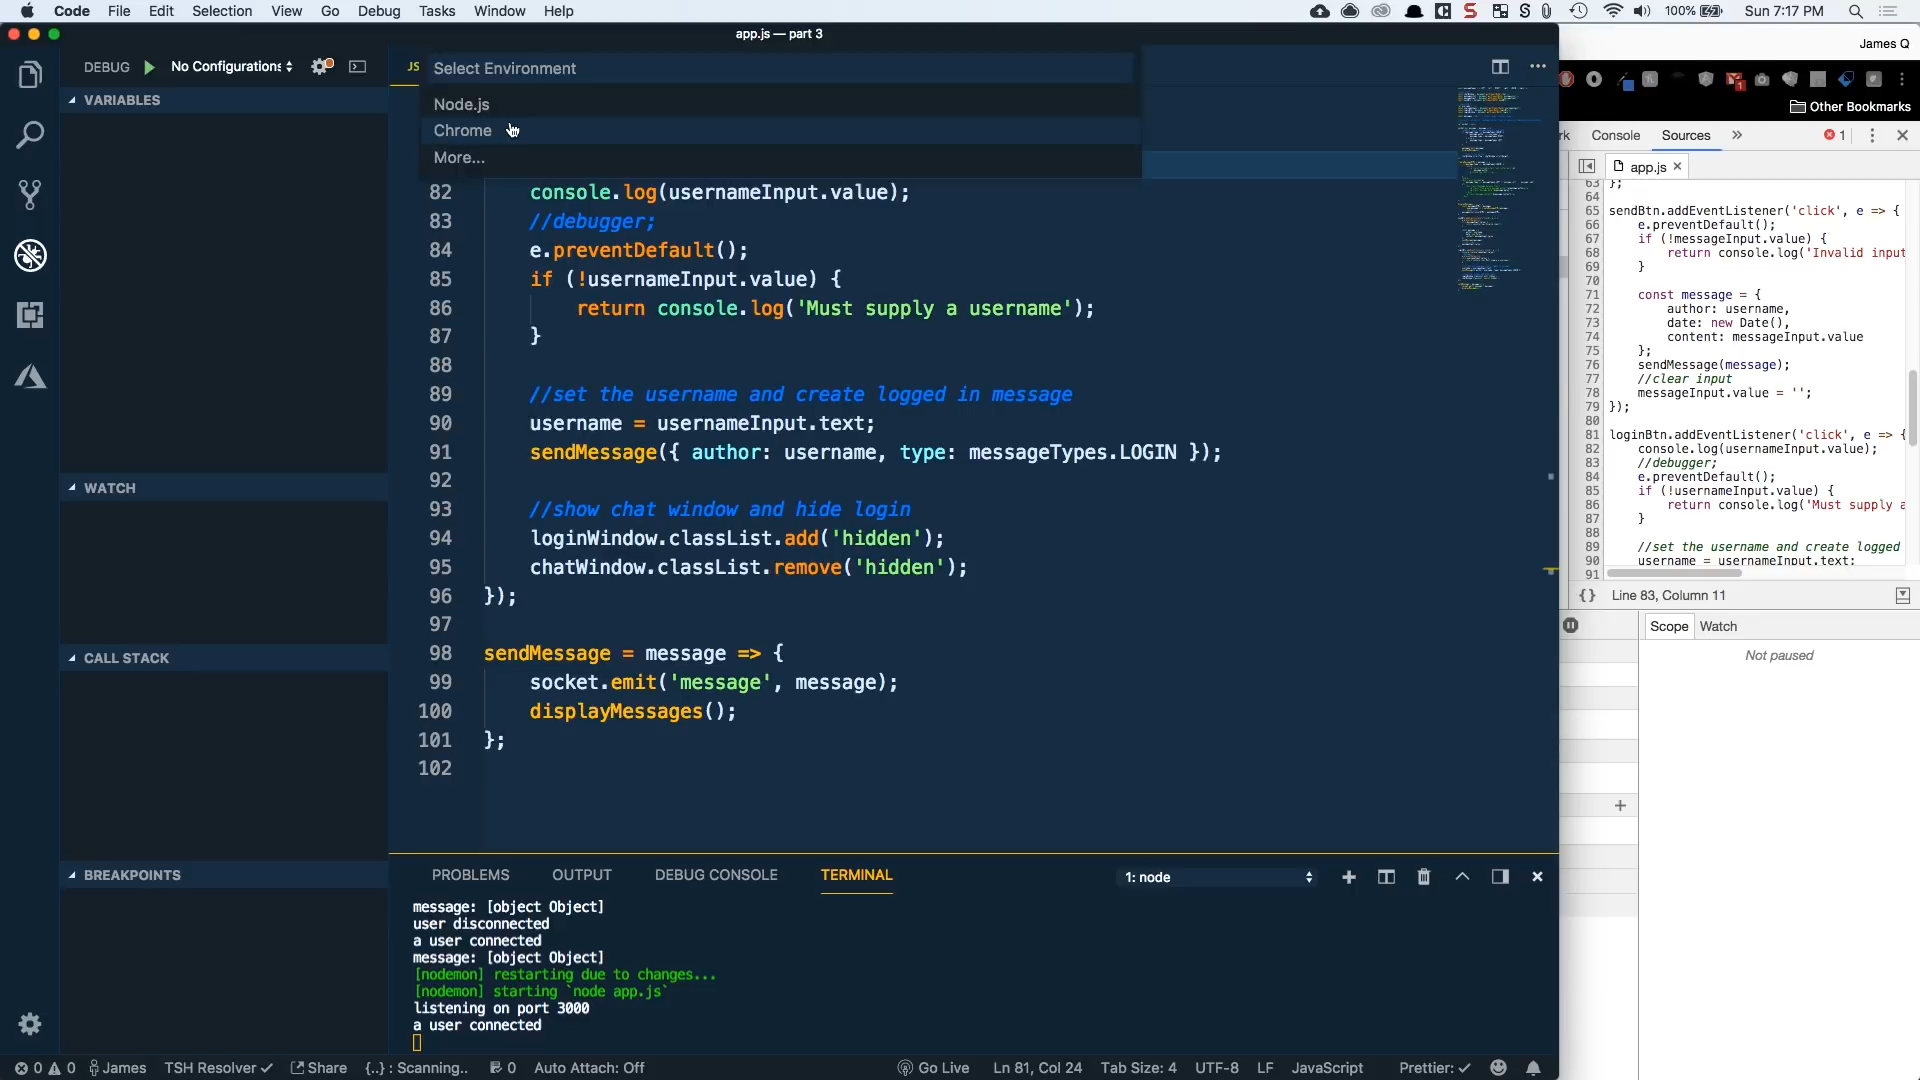 Code File Edit Selection View Go Debug Tasks Window Help
100% Sun 7:17 PM
app.js — part 3
James Q
DEBUG No Configurations
JS
Select Environment
Node.js
Chrome
More...
VARIABLES
WATCH
CALL STACK
BREAKPOINTS
82 console.log(usernameInput.value);
83 //debugger;
84 e.preventDefault();
85 if (!usernameInput.value) {
86 return console.log('Must supply a username');
87 }
88
89 //set the username and create logged in message
90 username = usernameInput.text;
91 sendMessage({ author: username, type: messageTypes.LOGIN });
92
93 //show chat window and hide login
94 loginWindow.classList.add('hidden');
95 chatWindow.classList.remove('hidden');
96 });
97
98 sendMessage = message => {
99 socket.emit('message', message);
100 displayMessages();
101 };
102
PROBLEMS OUTPUT DEBUG CONSOLE TERMINAL
1: node
message: [object Object]
user disconnected
a user connected
message: [object Object]
[nodemon] restarting due to changes...
[nodemon] starting `node app.js`
listening on port 3000
a user connected
0 0 James TSH Resolver Share {..} : Scanning.. 0 Auto Attach: Off
Go Live Ln 81, Col 24 Tab Size: 4 UTF-8 LF JavaScript Prettier:
1
Other Bookmarks
rk Console Sources » 1
app.js
63 };
64
65 sendBtn.addEventListener('click', e => {
66 e.preventDefault();
67 if (!messageInput.value) {
68 return console.log('Invalid input
69 }
70
71 const message = {
72 author: username,
73 date: new Date(),
74 content: messageInput.value
75 };
76 sendMessage(message);
77 //clear input
78 messageInput.value = '';
79 });
80
81 loginBtn.addEventListener('click', e => {
82 console.log(usernameInput.value);
83 //debugger;
84 e.preventDefault();
85 if (!usernameInput.value) {
86 return console.log('Must supply a
87 }
88
89 //set the username and create logged
90 username = usernameInput.text;
91
{} Line 83, Column 11
Scope Watch
Not paused